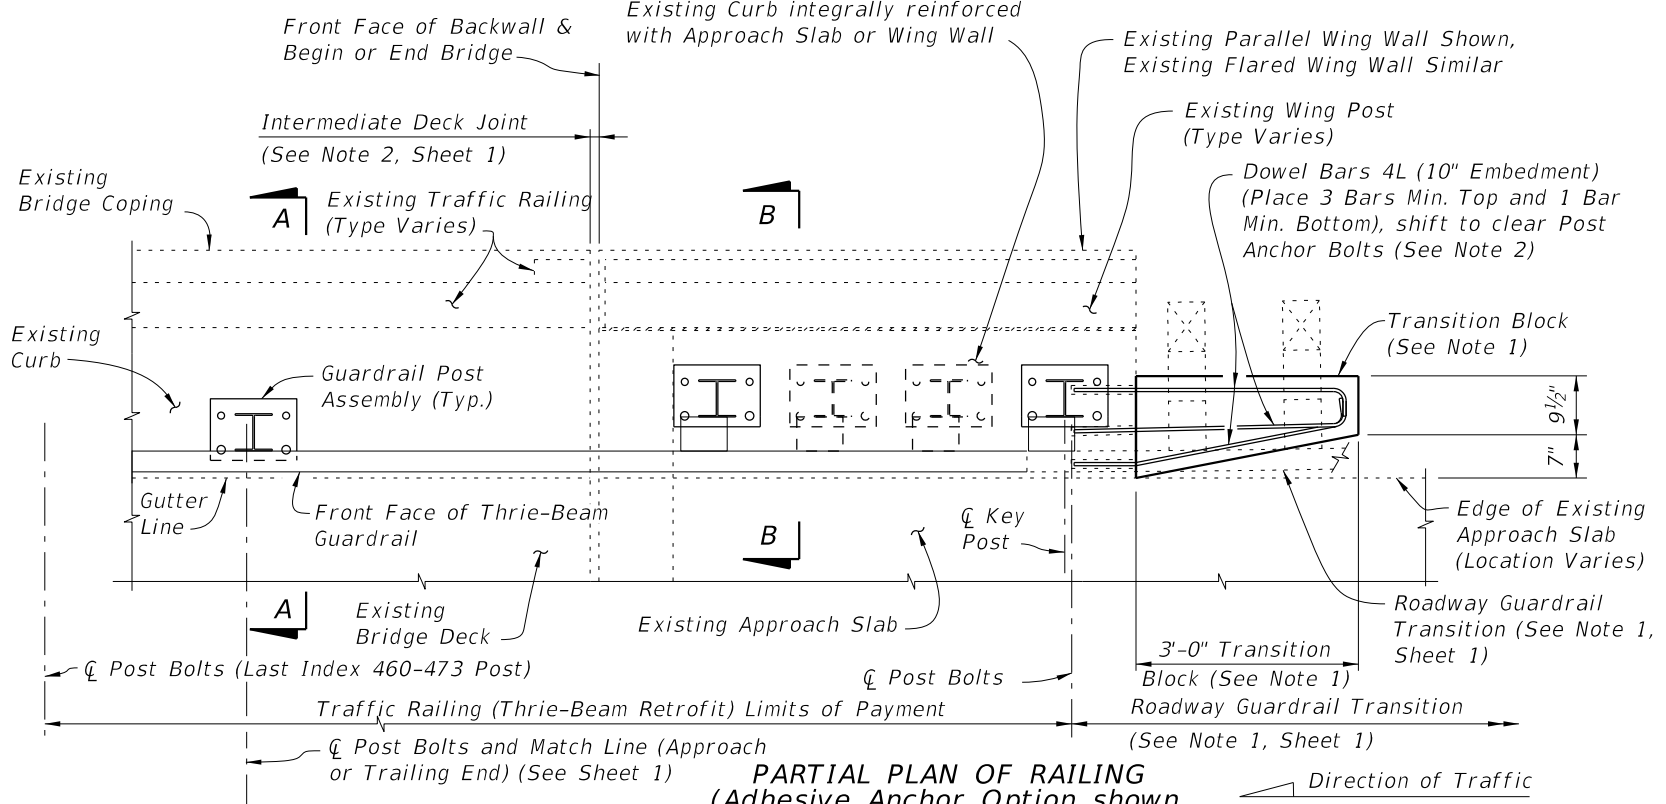 Front Face of Backwall &
Begin or End Bridge
Existing Curb integrally reinforced
with Approach Slab or Wing Wall
Existing Parallel Wing Wall Shown,
Existing Flared Wing Wall Similar
Existing Wing Post
(Type Varies)
Intermediate Deck Joint
(See Note 2, Sheet 1)
Dowel Bars 4L (10" Embedment)
(Place 3 Bars Min. Top and 1 Bar
Min. Bottom), shift to clear Post
Anchor Bolts (See Note 2)
Existing
Bridge Coping
A
Existing Traffic Railing
(Type Varies)
B
Existing
Curb
Guardrail Post
Assembly (Typ.)
Transition Block
(See Note 1)
9½"
7"
Gutter
Line
Front Face of Thrie-Beam
Guardrail
B
℄ Key
Post
Edge of Existing
Approach Slab
(Location Varies)
A
Existing
Bridge Deck
Existing Approach Slab
Roadway Guardrail
Transition (See Note 1,
Sheet 1)
3'-0" Transition
Block (See Note 1)
℄ Post Bolts (Last Index 460-473 Post)
℄ Post Bolts
Traffic Railing (Thrie-Beam Retrofit) Limits of Payment
Roadway Guardrail Transition
(See Note 1, Sheet 1)
℄ Post Bolts and Match Line (Approach
or Trailing End) (See Sheet 1)
PARTIAL PLAN OF RAILING
(Adhesive Anchor Option shown
Direction of Traffic